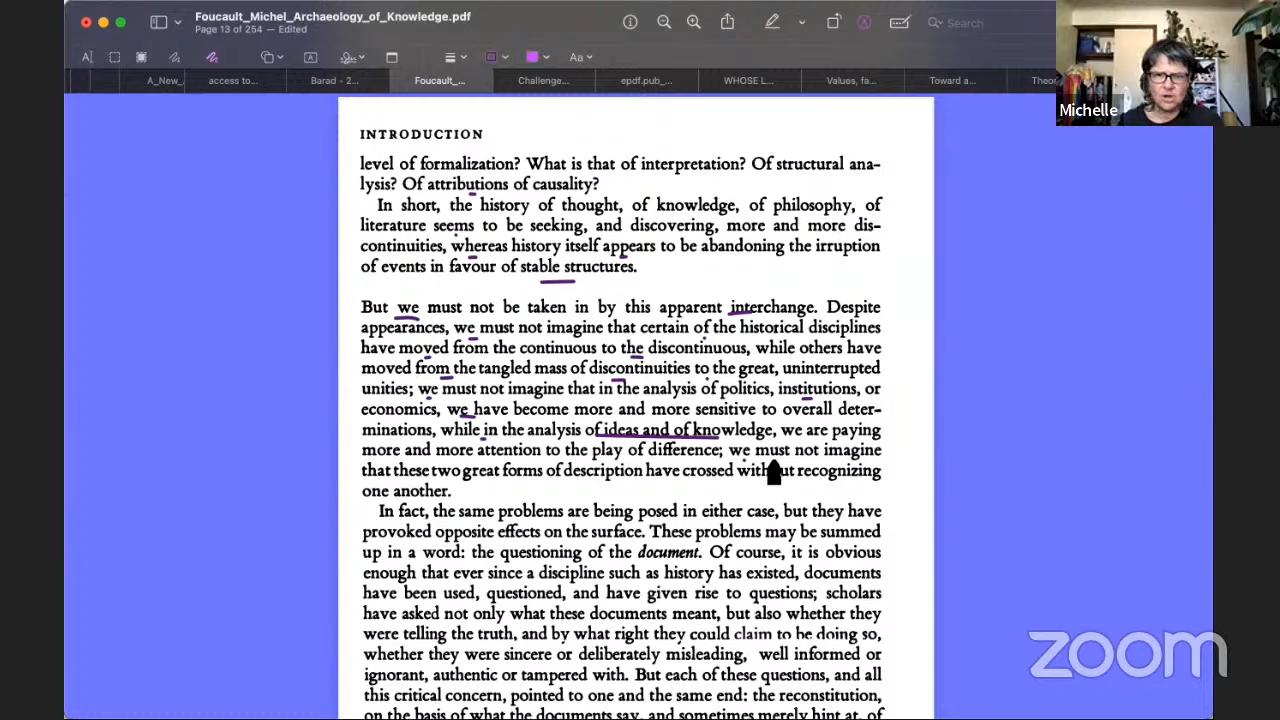 Foucault_Michel_Archaeology_of_Knowledge.pdf
Page 13 of 254 — Edited
Search
A_New_
access to...
Barad - 2...
Foucault_...
Challenge...
epdf.pub_...
WHOSE L...
Values, fa...
Toward a...
Theor
Michelle
INTRODUCTION
level of formalization? What is that of interpretation? Of structural ana-
lysis? Of attributions of causality?
In short, the history of thought, of knowledge, of philosophy, of
literature seems to be seeking, and discovering, more and more dis-
continuities, whereas history itself appears to be abandoning the irruption
of events in favour of stable structures.
But we must not be taken in by this apparent interchange. Despite
appearances, we must not imagine that certain of the historical disciplines
have moved from the continuous to the discontinuous, while others have
moved from the tangled mass of discontinuities to the great, uninterrupted
unities; we must not imagine that in the analysis of politics, institutions, or
economics, we have become more and more sensitive to overall deter-
minations, while in the analysis of ideas and of knowledge, we are paying
more and more attention to the play of difference; we must not imagine
that these two great forms of description have crossed without recognizing
one another.
In fact, the same problems are being posed in either case, but they have
provoked opposite effects on the surface. These problems may be summed
up in a word: the questioning of the document. Of course, it is obvious
enough that ever since a discipline such as history has existed, documents
have been used, questioned, and have given rise to questions; scholars
have asked not only what these documents meant, but also whether they
were telling the truth, and by what right they could claim to be doing so,
whether they were sincere or deliberately misleading, well informed or
ignorant, authentic or tampered with. But each of these questions, and all
this critical concern, pointed to one and the same end: the reconstitution,
on the basis of what the documents say, and sometimes merely hint at, of
zoom